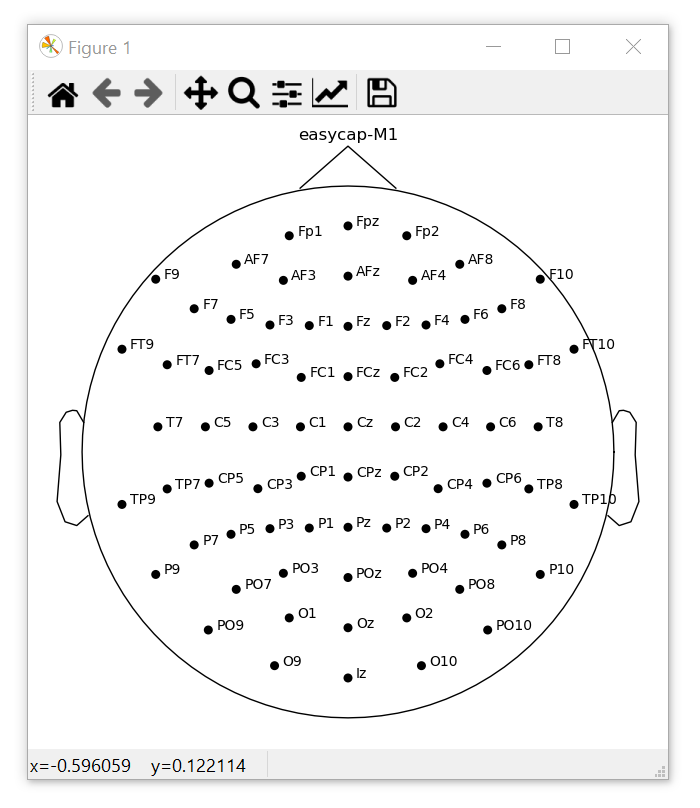 Figure 1
easycap-M1
Fpz
Fp1 Fp2
AF7 AF8
F9 AF3 AFz AF4 F10
F7 F8
F5 F3 F1 Fz F2 F4 F6
FT9 FT10
FT7 FC5 FC3 FC4 FC6 FT8
FC1 FCz FC2
T7 C5 C3 C1 Cz C2 C4 C6 T8
CP1 CPz CP2
TP7 CP5 CP3 CP4 CP6 TP8
TP9 TP10
P5 P3 P1 Pz P2 P4 P6
P7 P8
P9 PO3 POz PO4 P10
PO7 PO8
O1 O2
PO9 Oz PO10
O9 O10
Iz
x=-0.596059 y=0.122114